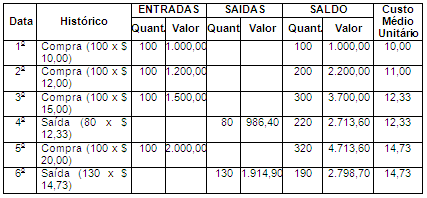 Data Histórico ENTRADAS SAIDAS SALDO Custo Médio Unitário
Quant. Valor Quant Valor Quant. Valor
1ª Compra (100 x $ 10,00) 100 1.000,00 100 1.000,00 10,00
2ª Compra (100 x $ 12,00) 100 1.200,00 200 2.200,00 11,00
3ª Compra (100 x $ 15,00) 100 1.500,00 300 3.700,00 12,33
4ª Saída (80 x $ 12,33) 80 986,40 220 2.713,60 12,33
5ª Compra (100 x $ 20,00) 100 2.000,00 320 4.713,60 14,73
6ª Saída (130 x $ 14,73) 130 1.914,90 190 2.798,70 14,73